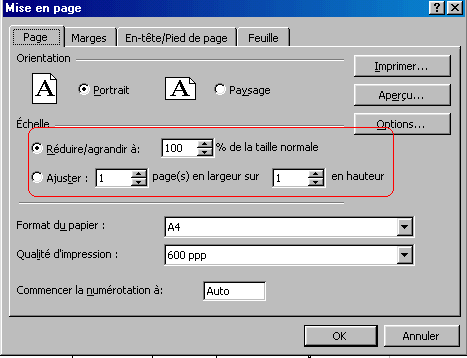 Mise en page
Page Marges En-tête/Pied de page Feuille
Orientation
A Portrait A Paysage
Imprimer...
Aperçu...
Options...
Échelle
Réduire/agrandir à: 100 % de la taille normale
Ajuster : 1 page(s) en largeur sur 1 en hauteur
Format du papier : A4
Qualité d'impression : 600 ppp
Commencer la numérotation à: Auto
OK Annuler